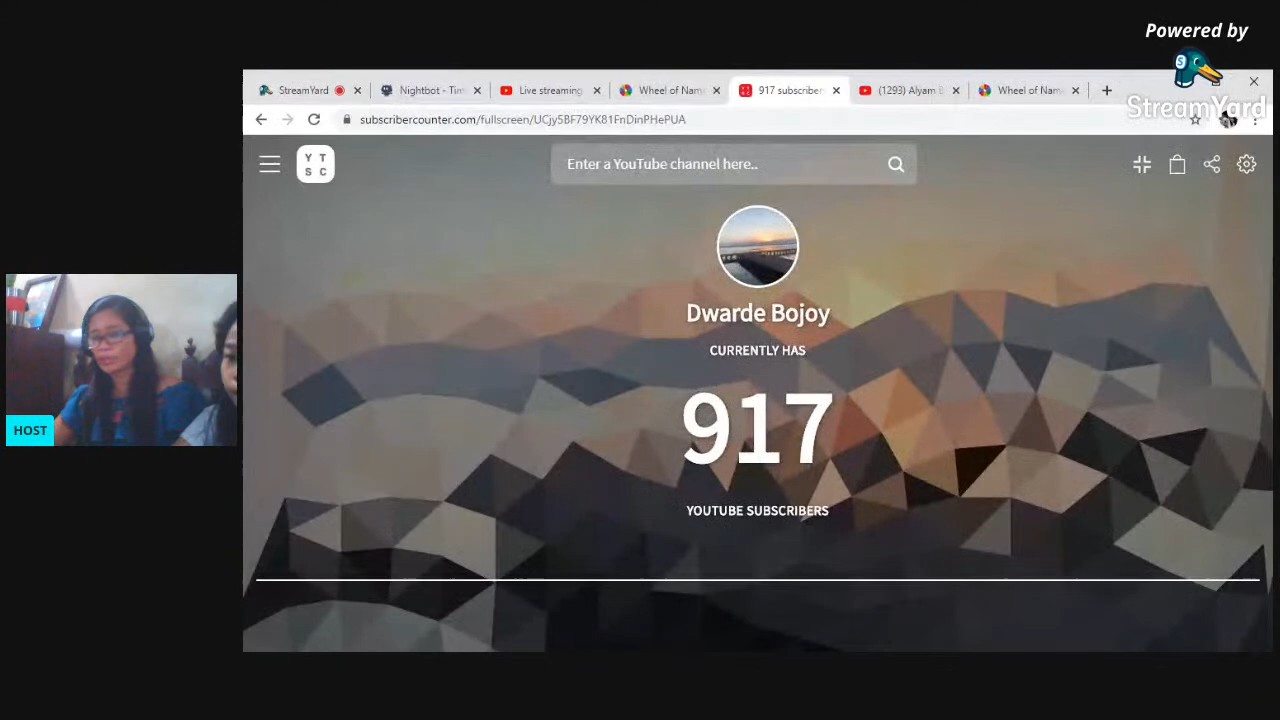 Powered by
StreamYard
StreamYard
Nightbot - Tim
Live streaming
Wheel of Nam
917 subscriber
(1293) Alyam B
Wheel of Nam
subscribercounter.com/fullscreen/UCjy5BF79YK81FnDinPHePUA
Y T
S C
Enter a YouTube channel here..
Dwarde Bojoy
CURRENTLY HAS
917
YOUTUBE SUBSCRIBERS
HOST